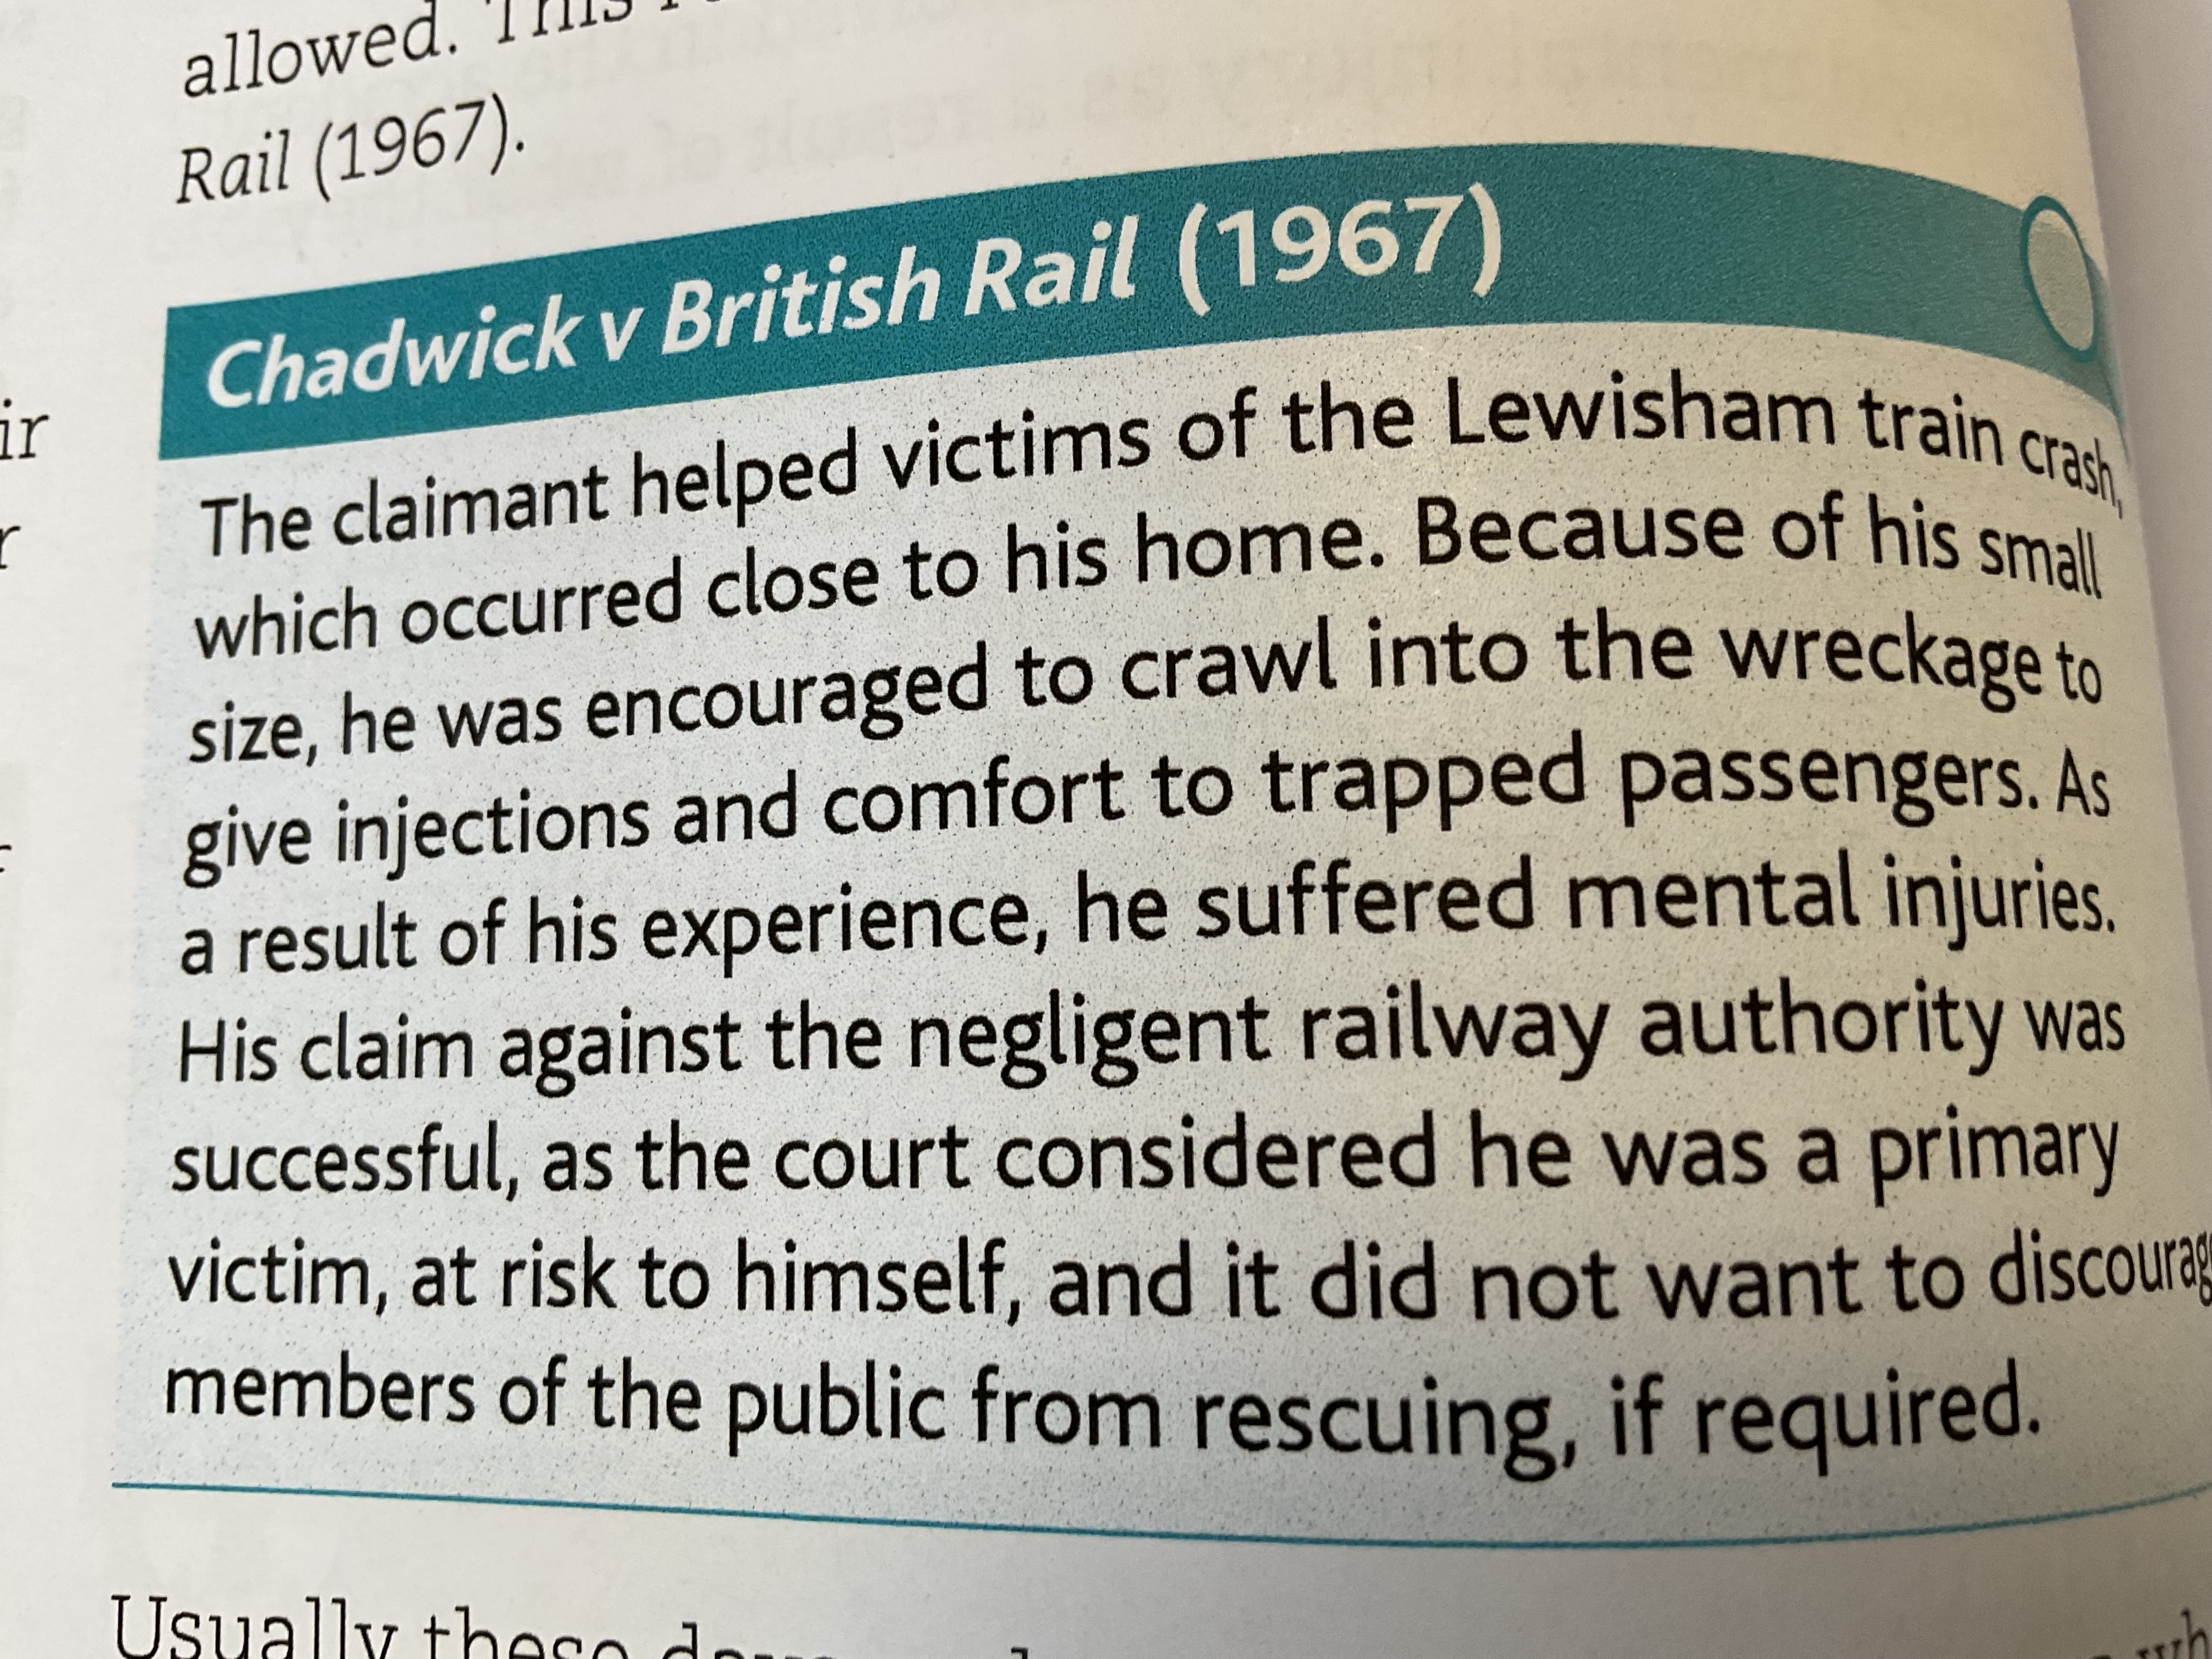 allowed. This
Rail (1967).
Chadwick v British Rail (1967)
ir
The claimant helped victims of the Lewisham train crash,
r
which occurred close to his home. Because of his small
size, he was encouraged to crawl into the wreckage to
give injections and comfort to trapped passengers. As
a result of his experience, he suffered mental injuries.
His claim against the negligent railway authority was
successful, as the court considered he was a primary
victim, at risk to himself, and it did not want to discourag
members of the public from rescuing, if required.
Usually these